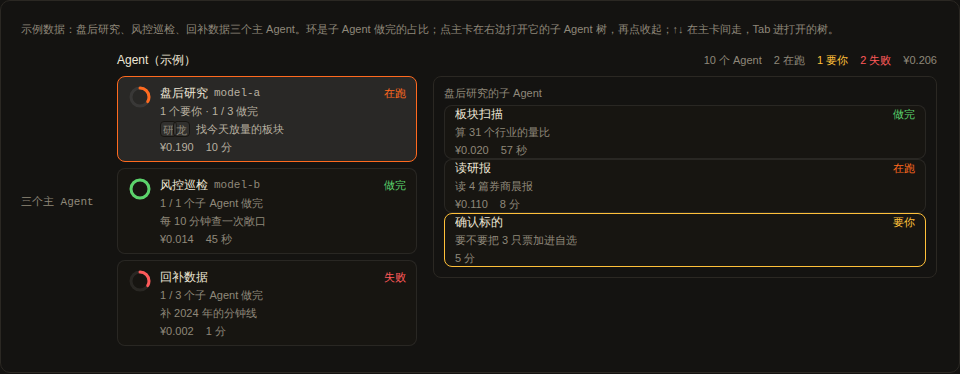 示例数据：盘后研究、风控巡检、回补数据三个主 Agent。环是子 Agent 做完的占比；点主卡在右边打开它的子 Agent 树，再点收起；↑↓ 在主卡间走，Tab 进打开的树。
Agent（示例）
10 个 Agent 2 在跑 1 要你 2 失败 ¥0.206
三个主 Agent
盘后研究 model-a 在跑
1 个要你 · 1 / 3 做完
研 龙 找今天放量的板块
¥0.190 10 分
风控巡检 model-b 做完
1 / 1 个子 Agent 做完
每 10 分钟查一次敞口
¥0.014 45 秒
回补数据 失败
1 / 3 个子 Agent 做完
补 2024 年的分钟线
¥0.002 1 分
盘后研究的子 Agent
板块扫描 做完
算 31 个行业的量比
¥0.020 57 秒
读研报 在跑
读 4 篇券商晨报
¥0.110 8 分
确认标的 要你
要不要把 3 只票加进自选
5 分